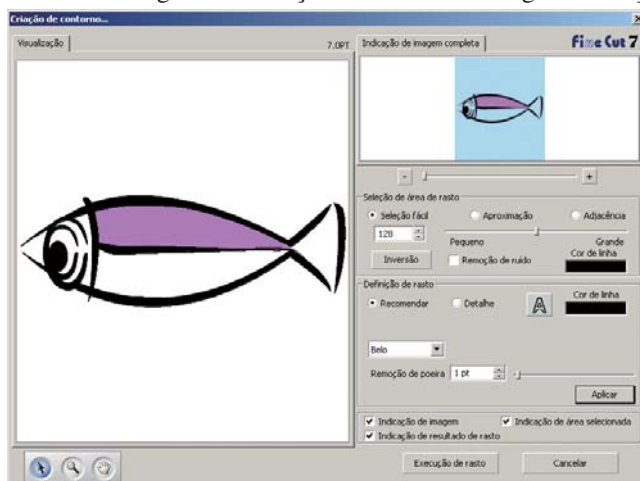 Criação de contorno...
Visualização
7.0PT
Indicação de imagem completa
Fine Cut 7
-
+
Seleção de área de rasto
Seleção fácil
Aproximação
Adjacência
128
Pequeno
Grande
Inversão
Remoção de ruído
Cor de linha
Definição de rasto
Recomendar
Detalhe
A
Cor de linha
Belo
Remoção de poeira
1 pt
Aplicar
Indicação de imagem
Indicação de área selecionada
Indicação de resultado de rasto
Execução de rasto
Cancelar